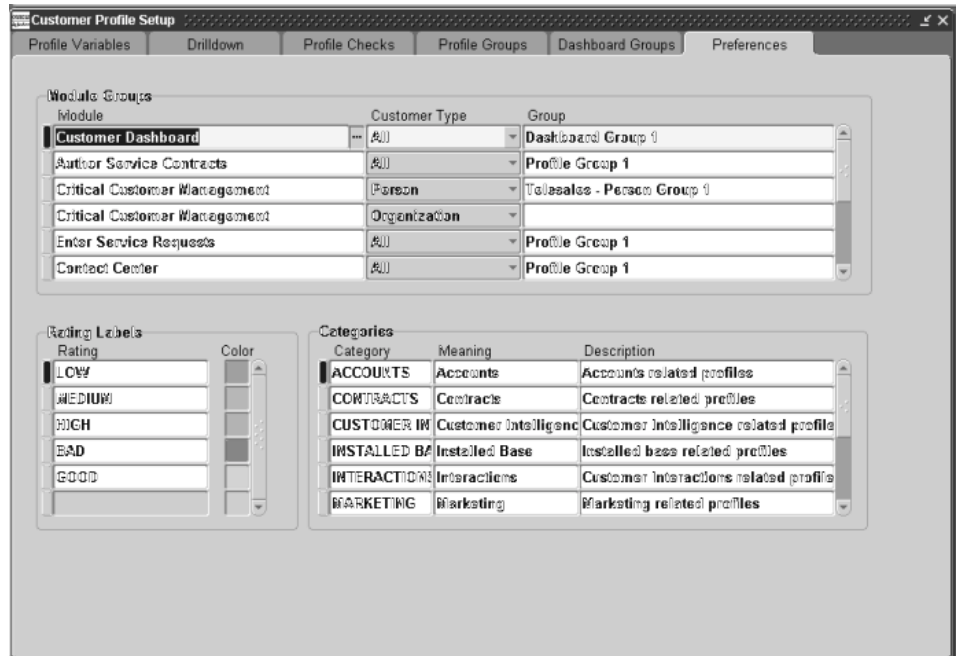 Customer Profile Setup
Profile Variables Drilldown Profile Checks Profile Groups Dashboard Groups Preferences
Module Groups
Module Customer Type Group
Customer Dashboard ... All Dashboard Group 1
Author Service Contracts All Profile Group 1
Critical Customer Management Person Telesales - Person Group 1
Critical Customer Management Organization
Enter Service Requests All Profile Group 1
Contact Center All Profile Group 1
Rating Labels
Rating Color
LOW
MEDIUM
HIGH
BAD
GOOD
Categories
Category Meaning Description
ACCOUNTS Accounts Accounts related profiles
CONTRACTS Contracts Contracts related profiles
CUSTOMER IN Customer Intelligenc Customer Intelligence related profile
INSTALLED BA Installed Base Installed base related profiles
INTERACTIONS Interactions Customer Interactions related profile
MARKETING Marketing Marketing related profiles